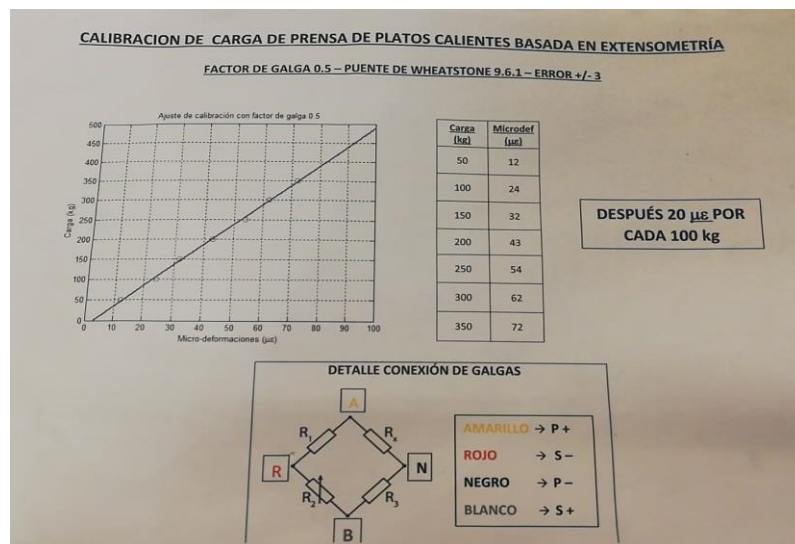 CALIBRACION DE CARGA DE PRENSA DE PLATOS CALIENTES BASADA EN EXTENSOMETRÍA
FACTOR DE GALGA 0.5 – PUENTE DE WHEATSTONE 9.6.1 – ERROR +/- 3
Ajuste de calibración con factor de galga 0.5
500
450
400
350
300
250
200
150
100
50
0
Carga (kg)
0 10 20 30 40 50 60 70 80 90 100
Micro-deformaciones (µε)
Carga (kg) Microdef (µε)
50 12
100 24
150 32
200 43
250 54
300 62
350 72
DESPUÉS 20 µε POR
CADA 100 kg
DETALLE CONEXIÓN DE GALGAS
A
R₁ Rₓ
R N
R₂ R₃
B
AMARILLO → P +
ROJO → S –
NEGRO → P –
BLANCO → S +